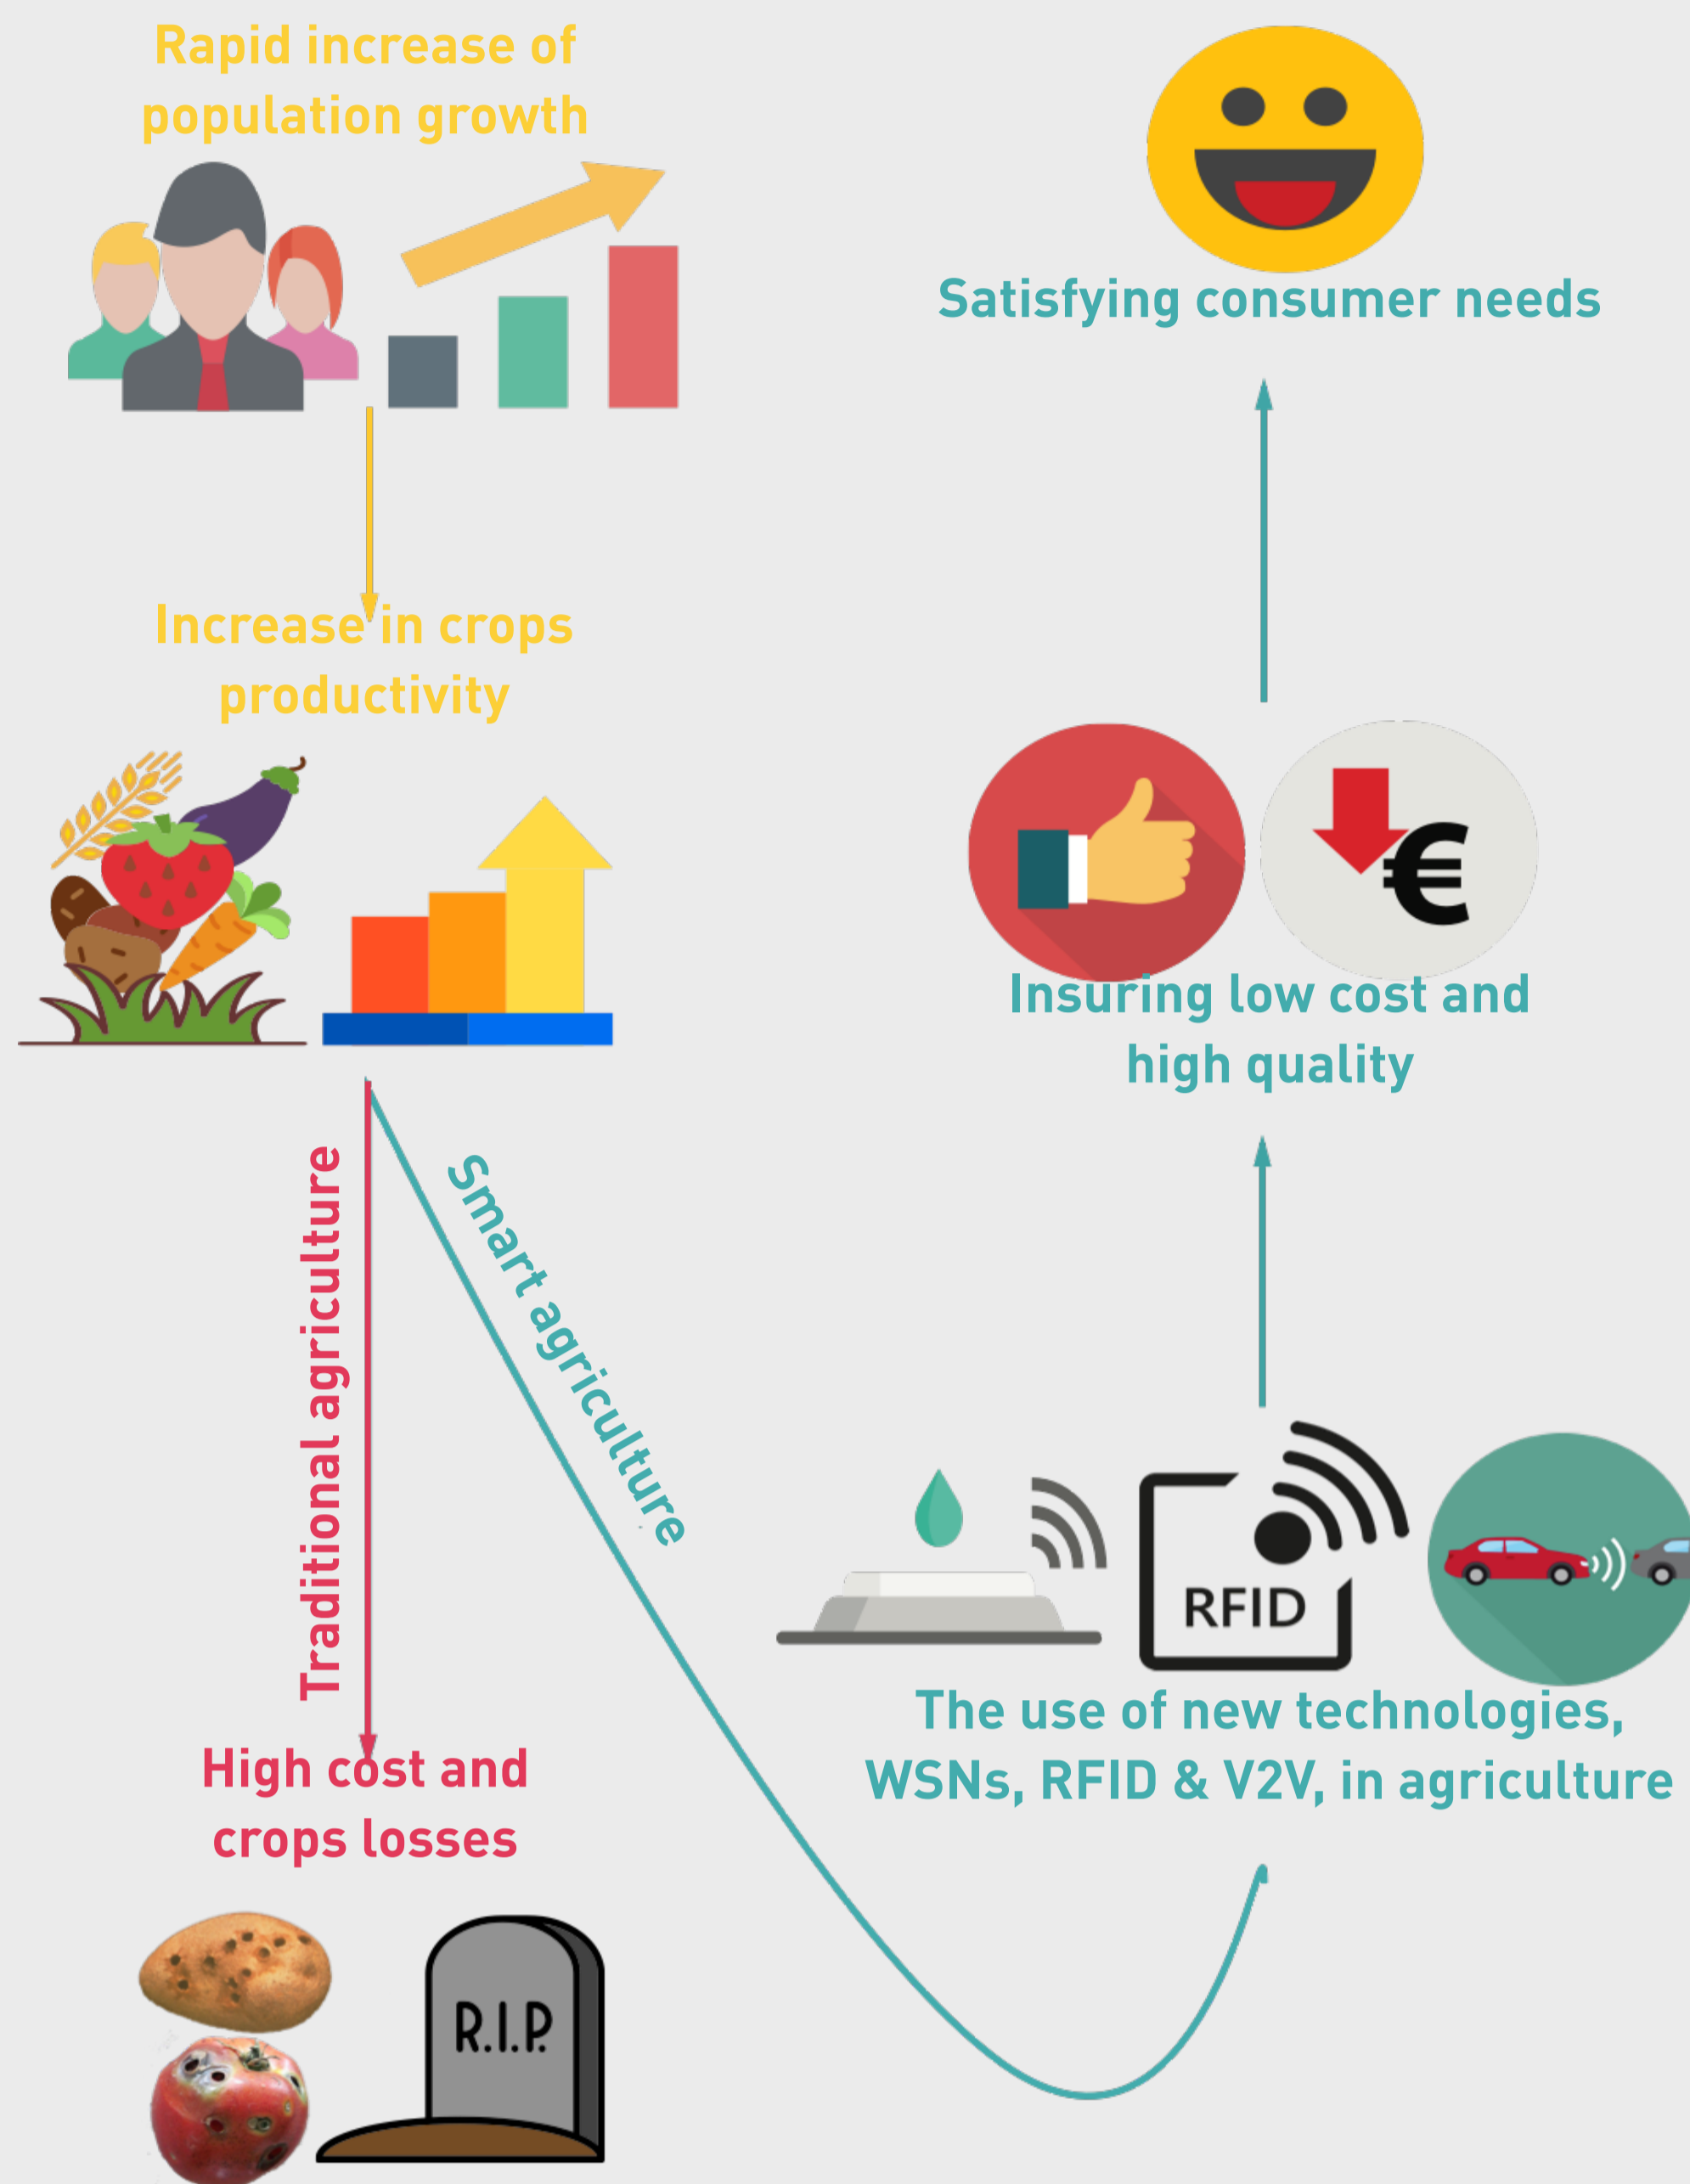 Rapid increase of
population growth
Increase in crops
productivity
Traditional agriculture
Smart agriculture
High cost and
crops losses
R.I.P.
Satisfying consumer needs
€
Insuring low cost and
high quality
RFID
The use of new technologies,
WSNs, RFID & V2V, in agriculture